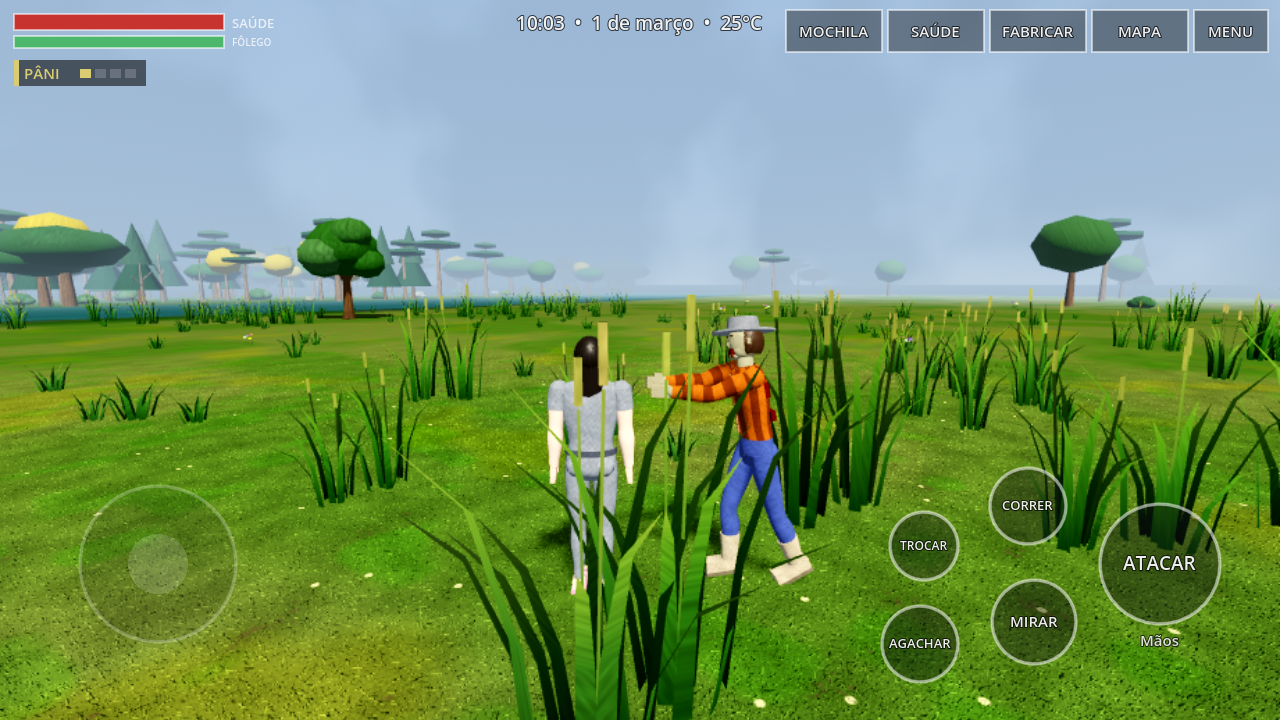 SAÚDE
FÔLEGO
PÂNI
10:03 • 1 de março • 25°C
MOCHILA
SAÚDE
FABRICAR
MAPA
MENU
CORRER
TROCAR
ATACAR
MIRAR
AGACHAR
Mãos